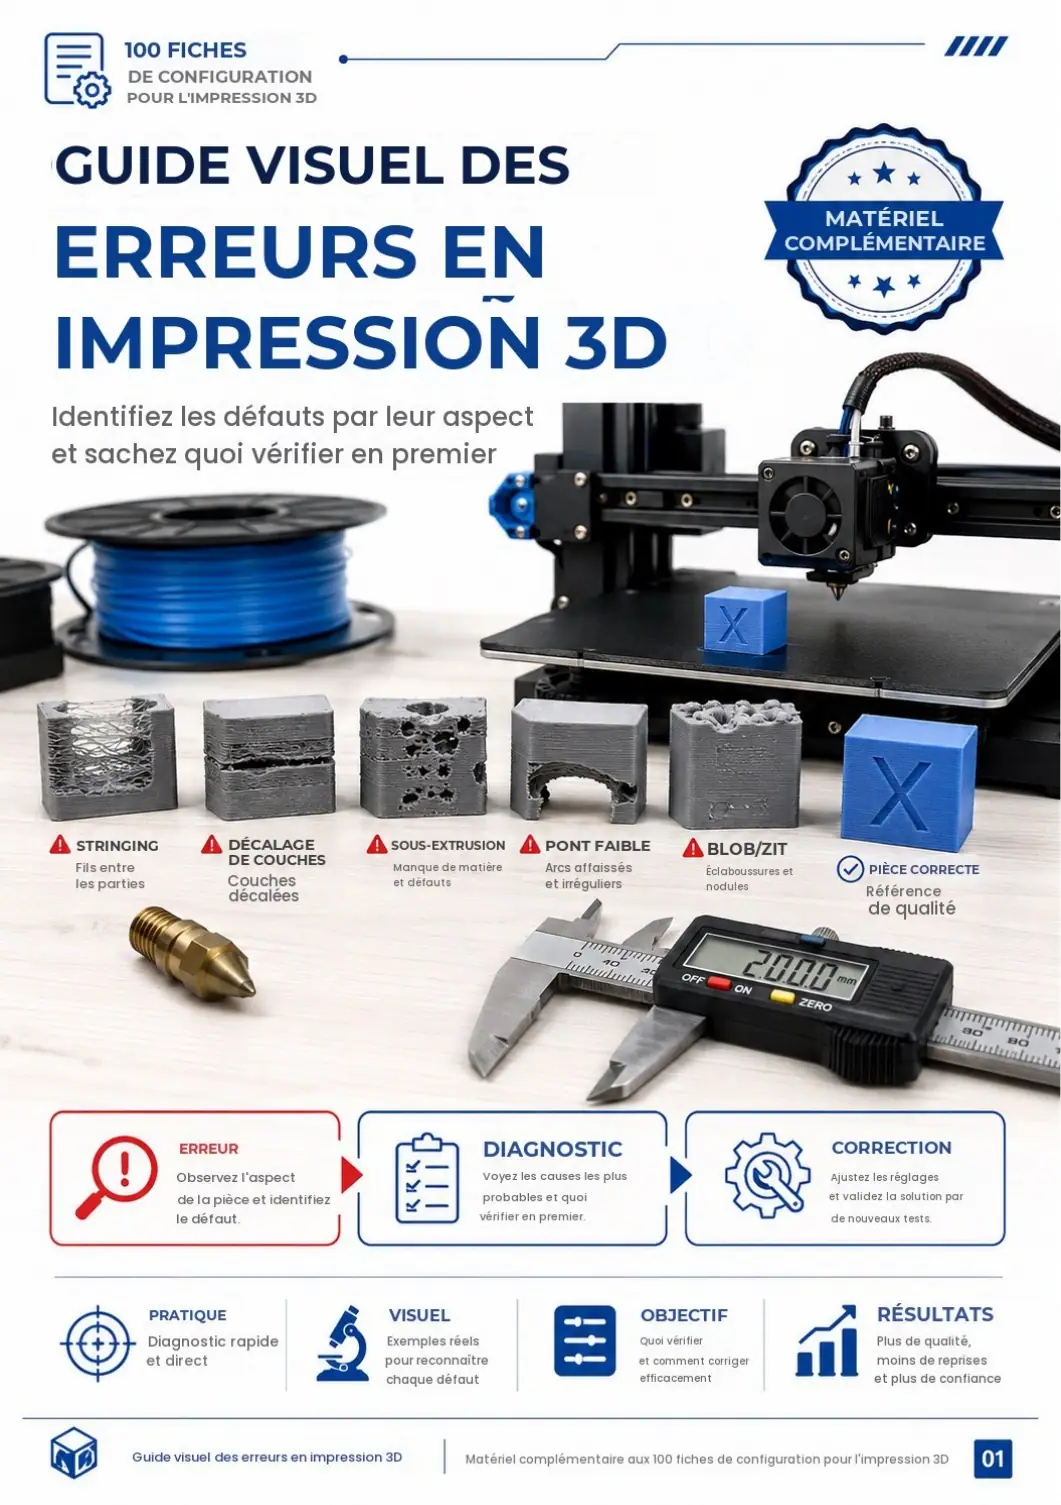 100 FICHES
DE CONFIGURATION
POUR L'IMPRESSION 3D
GUIDE VISUEL DES
ERREURS EN
IMPRESSION 3D
Identifiez les défauts par leur aspect
et sachez quoi vérifier en premier
MATÉRIEL
COMPLÉMENTAIRE
X
X
STRINGING
Fils entre
les parties
DÉCALAGE
DE COUCHES
Couches
décalées
SOUS-EXTRUSION
Manque de matière
et défauts
PONT FAIBLE
Arcs affaissés
et irréguliers
BLOB/ZIT
Éclaboussures et
nodules
PIÈCE CORRECTE
Référence
de qualité
0 40
OFF ON ZERO
mm
80
ERREUR
Observez l'aspect
de la pièce et identifiez
le défaut.
DIAGNOSTIC
Voyez les causes les plus
probables et quoi
vérifier en premier.
CORRECTION
Ajustez les réglages
et validez la solution par
de nouveaux tests.
PRATIQUE
Diagnostic rapide
et direct
VISUEL
Exemples réels
pour reconnaître
chaque défaut
OBJECTIF
Quoi vérifier
et comment corriger
efficacement
RÉSULTATS
Plus de qualité,
moins de reprises
et plus de confiance
Guide visuel des erreurs en impression 3D
Matériel complémentaire aux 100 fiches de configuration pour l'impression 3D
01